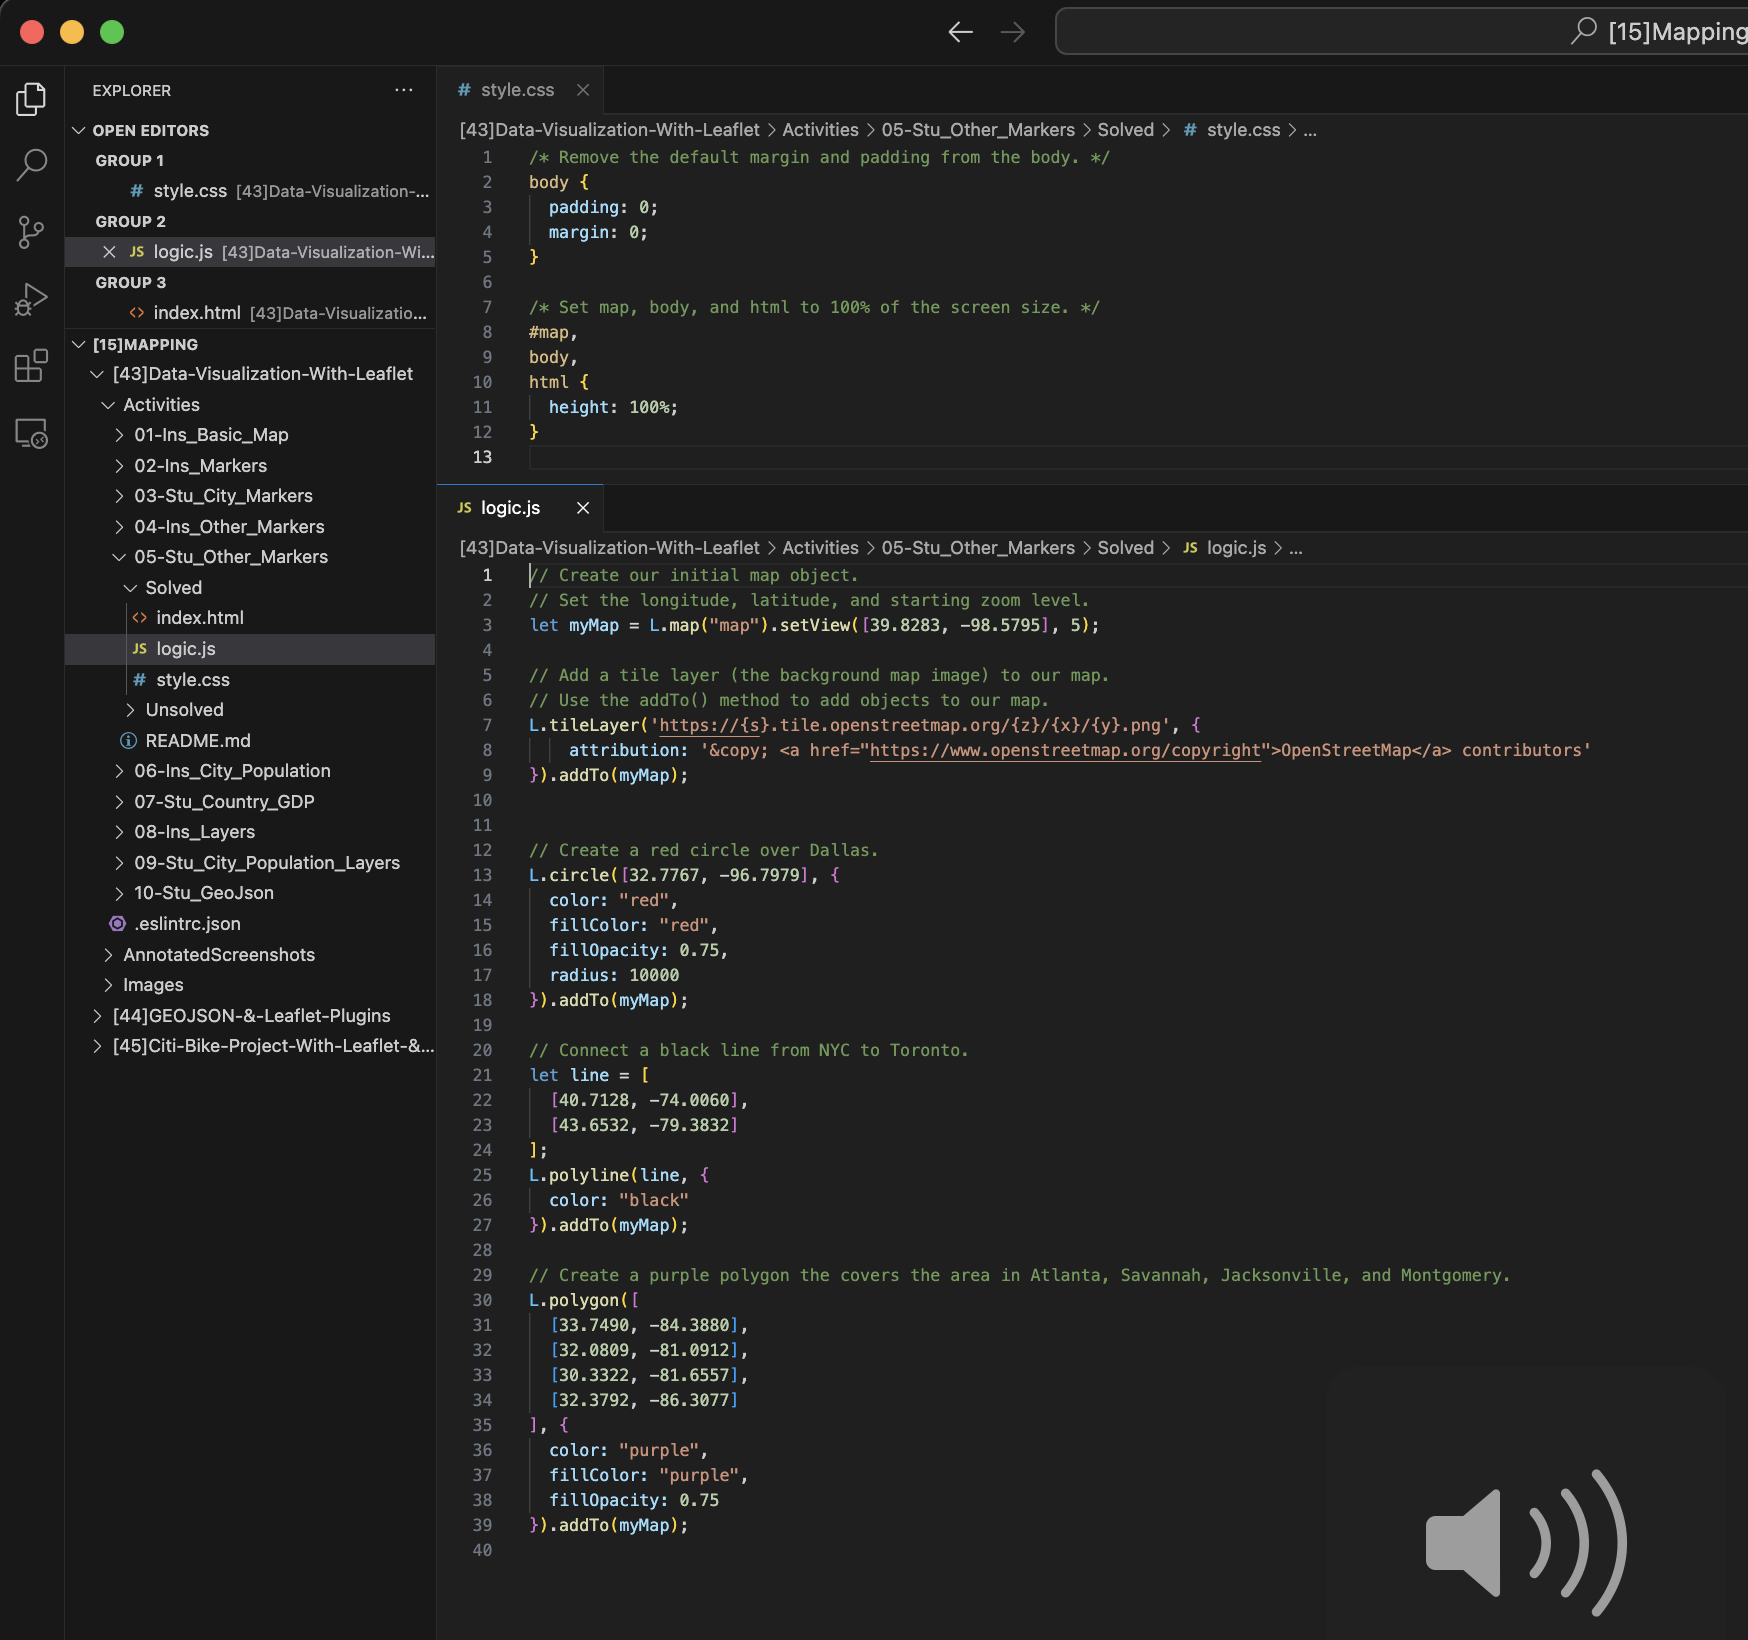 [15]Mapping
EXPLORER
OPEN EDITORS
GROUP 1
# style.css [43]Data-Visualization-...
GROUP 2
JS logic.js [43]Data-Visualization-Wi...
GROUP 3
<> index.html [43]Data-Visualizatio...
[15]MAPPING
[43]Data-Visualization-With-Leaflet
Activities
01-Ins_Basic_Map
02-Ins_Markers
03-Stu_City_Markers
04-Ins_Other_Markers
05-Stu_Other_Markers
Solved
<> index.html
JS logic.js
# style.css
Unsolved
README.md
06-Ins_City_Population
07-Stu_Country_GDP
08-Ins_Layers
09-Stu_City_Population_Layers
10-Stu_GeoJson
.eslintrc.json
AnnotatedScreenshots
Images
[44]GEOJSON-&-Leaflet-Plugins
[45]Citi-Bike-Project-With-Leaflet-&...
# style.css
[43]Data-Visualization-With-Leaflet > Activities > 05-Stu_Other_Markers > Solved > # style.css > ...
1 /* Remove the default margin and padding from the body. */
2 body {
3 padding: 0;
4 margin: 0;
5 }
6
7 /* Set map, body, and html to 100% of the screen size. */
8 #map,
9 body,
10 html {
11 height: 100%;
12 }
13
JS logic.js
[43]Data-Visualization-With-Leaflet > Activities > 05-Stu_Other_Markers > Solved > JS logic.js > ...
1 // Create our initial map object.
2 // Set the longitude, latitude, and starting zoom level.
3 let myMap = L.map("map").setView([39.8283, -98.5795], 5);
4
5 // Add a tile layer (the background map image) to our map.
6 // Use the addTo() method to add objects to our map.
7 L.tileLayer('https://{s}.tile.openstreetmap.org/{z}/{x}/{y}.png', {
8 attribution: '&copy; <a href="https://www.openstreetmap.org/copyright">OpenStreetMap</a> contributors'
9 }).addTo(myMap);
10
11
12 // Create a red circle over Dallas.
13 L.circle([32.7767, -96.7979], {
14 color: "red",
15 fillColor: "red",
16 fillOpacity: 0.75,
17 radius: 10000
18 }).addTo(myMap);
19
20 // Connect a black line from NYC to Toronto.
21 let line = [
22 [40.7128, -74.0060],
23 [43.6532, -79.3832]
24 ];
25 L.polyline(line, {
26 color: "black"
27 }).addTo(myMap);
28
29 // Create a purple polygon the covers the area in Atlanta, Savannah, Jacksonville, and Montgomery.
30 L.polygon([
31 [33.7490, -84.3880],
32 [32.0809, -81.0912],
33 [30.3322, -81.6557],
34 [32.3792, -86.3077]
35 ], {
36 color: "purple",
37 fillColor: "purple",
38 fillOpacity: 0.75
39 }).addTo(myMap);
40